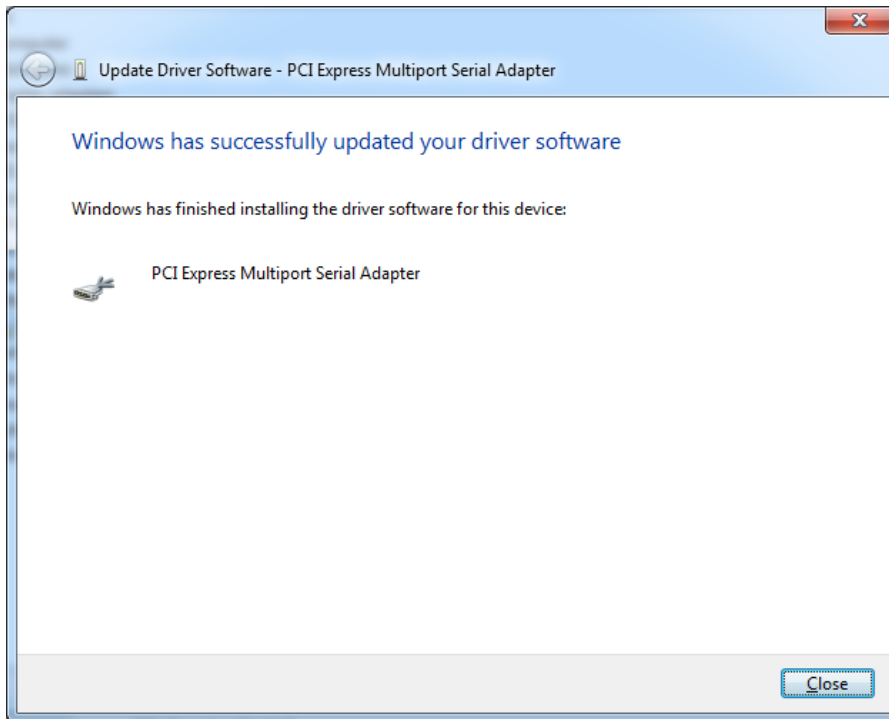 Update Driver Software - PCI Express Multiport Serial Adapter
Windows has successfully updated your driver software
Windows has finished installing the driver software for this device:
PCI Express Multiport Serial Adapter
Close